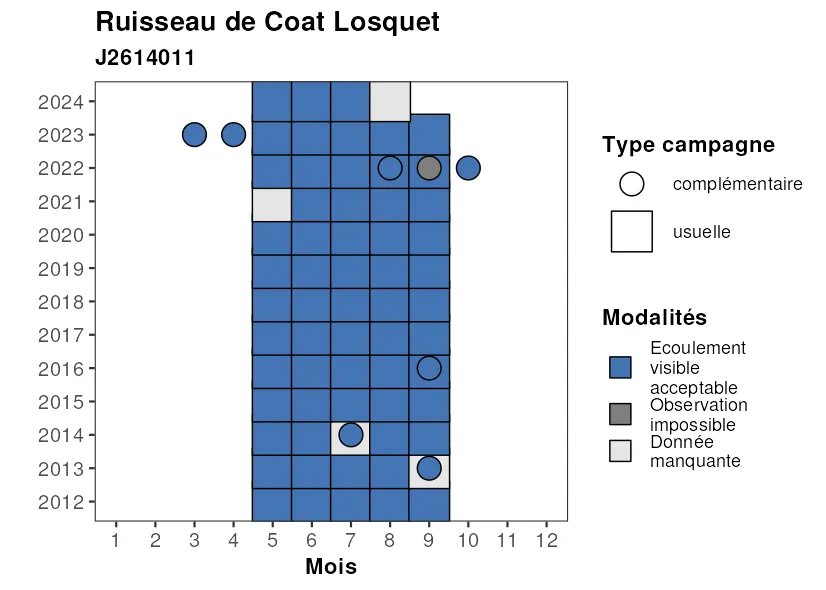 Ruisseau de Coat Losquet
J2614011
2024
2023
2022
2021
2020
2019
2018
2017
2016
2015
2014
2013
2012
1 2 3 4 5 6 7 8 9 10 11 12
Mois
Type campagne
complémentaire
usuelle
Modalités
Ecoulement
visible
acceptable
Observation
impossible
Donnée
manquante